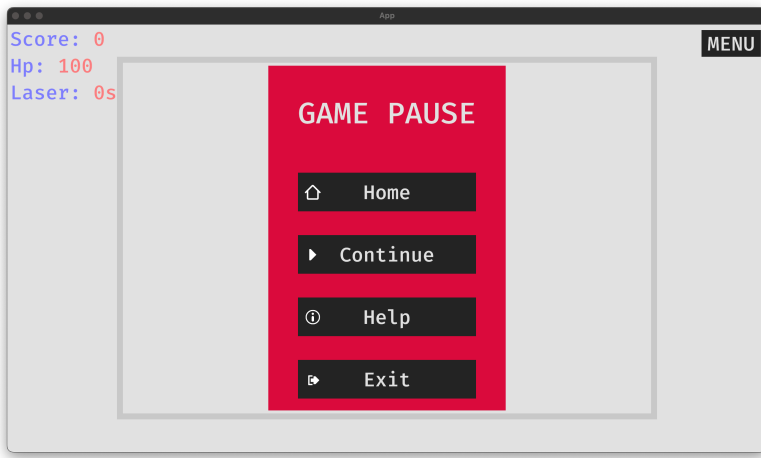 App
Score: 0
MENU
Hp: 100
Laser: 0s
GAME PAUSE
Home
Continue
Help
Exit